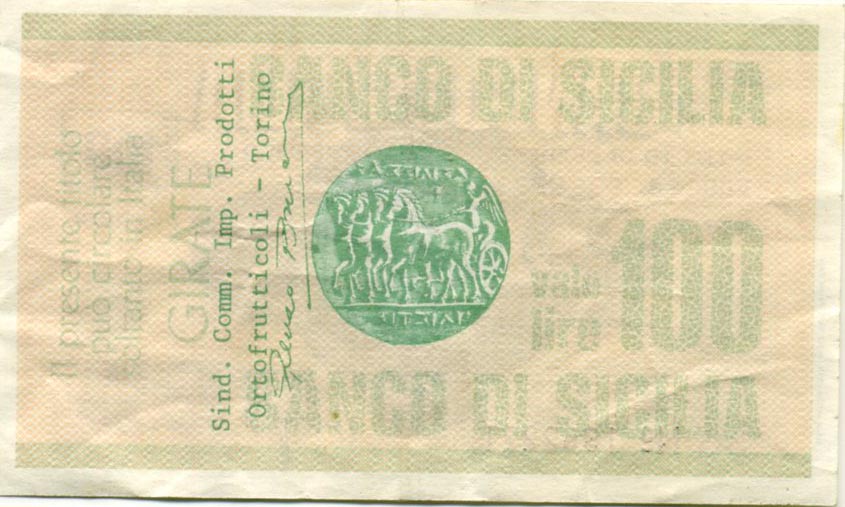 BANCO DI SICILIA
vale
lire
100
BANCO DI SICILIA
Il presente titolo
può circolare
soltanto in Italia
GIRATE
Sind. Comm. Imp. Prodotti
Ortofrutticoli - Torino